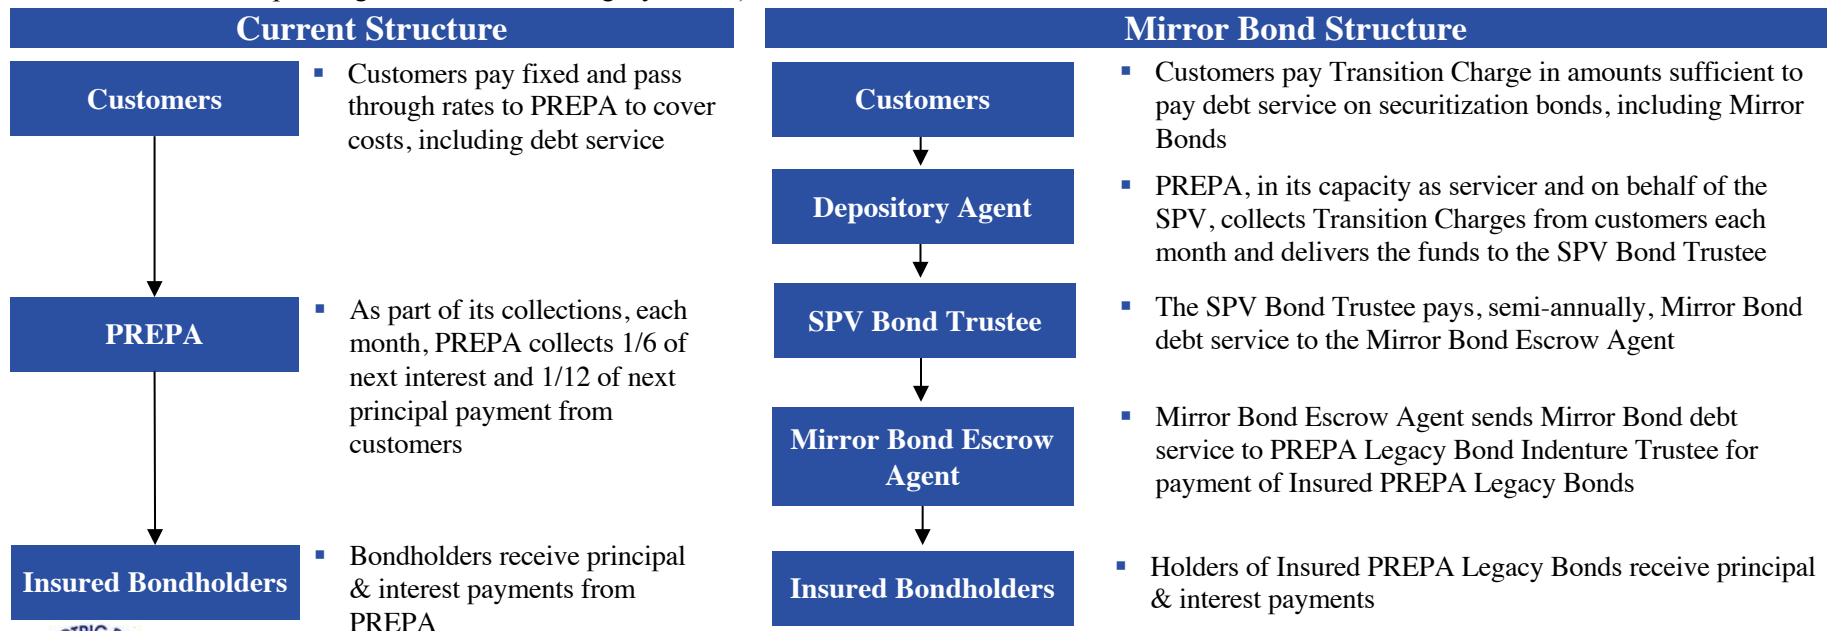 Current Structure
Customers
▪ Customers pay fixed and pass
through rates to PREPA to cover
costs, including debt service
PREPA
▪ As part of its collections, each
month, PREPA collects 1/6 of
next interest and 1/12 of next
principal payment from
customers
Insured Bondholders
▪ Bondholders receive principal
& interest payments from
PREPA
Mirror Bond Structure
Customers
▪ Customers pay Transition Charge in amounts sufficient to
pay debt service on securitization bonds, including Mirror
Bonds
Depository Agent
▪ PREPA, in its capacity as servicer and on behalf of the
SPV, collects Transition Charges from customers each
month and delivers the funds to the SPV Bond Trustee
SPV Bond Trustee
▪ The SPV Bond Trustee pays, semi-annually, Mirror Bond
debt service to the Mirror Bond Escrow Agent
Mirror Bond Escrow
Agent
▪ Mirror Bond Escrow Agent sends Mirror Bond debt
service to PREPA Legacy Bond Indenture Trustee for
payment of Insured PREPA Legacy Bonds
Insured Bondholders
▪ Holders of Insured PREPA Legacy Bonds receive principal
& interest payments